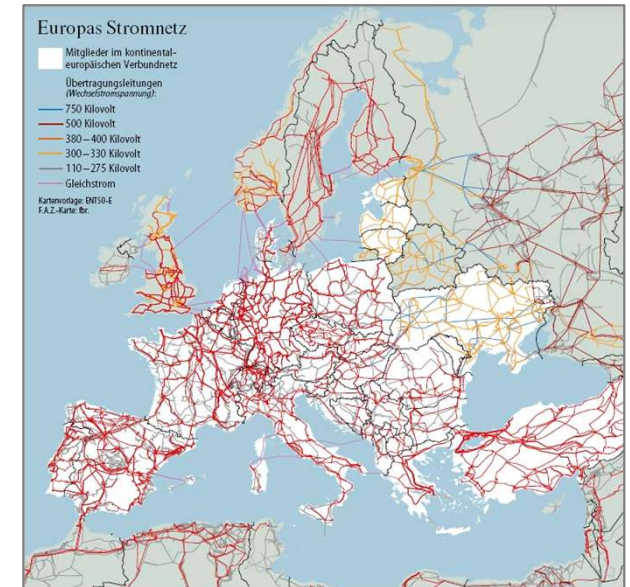 Europas Stromnetz
Mitglieder im kontinental-
europäischen Verbundnetz
Übertragungsleitungen
(Wechselstromspannung):
750 Kilovolt
500 Kilovolt
380–400 Kilovolt
300–330 Kilovolt
110–275 Kilovolt
Gleichstrom
Kartenvorlage: ENTSO-E
F.A.Z.-Karte: fbr.